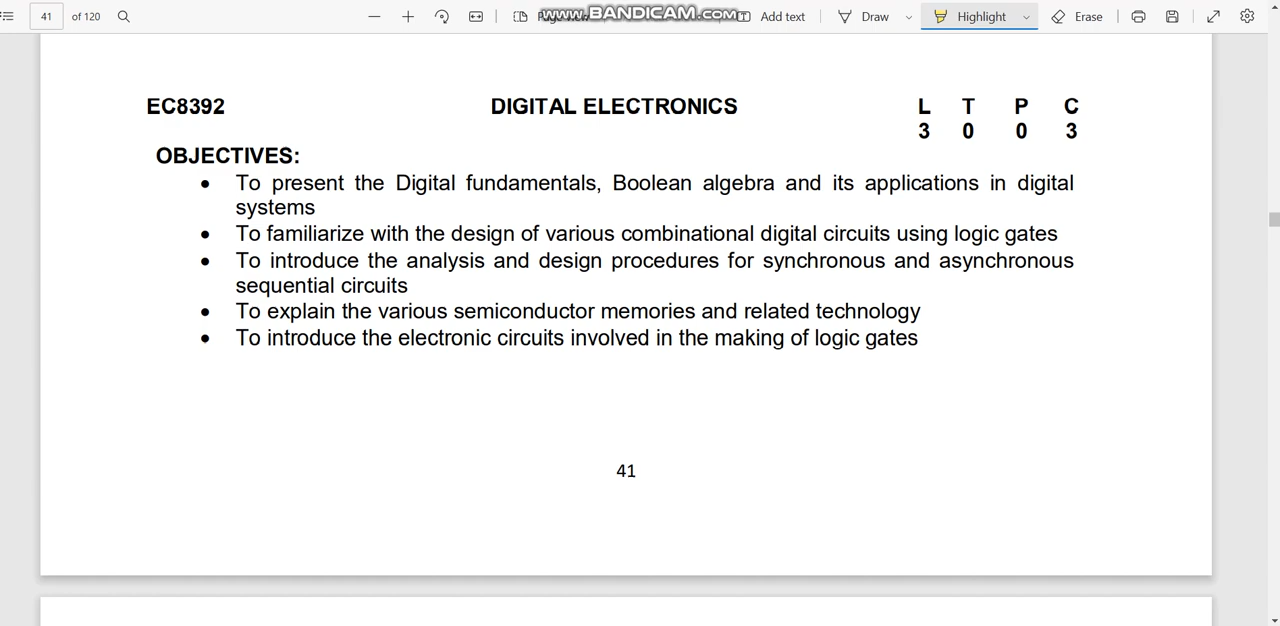 41 of 120 Page view www.BANDICAM.com Add text Draw Highlight Erase
EC8392 DIGITAL ELECTRONICS L T P C
3 0 0 3
OBJECTIVES:
• To present the Digital fundamentals, Boolean algebra and its applications in digital
systems
• To familiarize with the design of various combinational digital circuits using logic gates
• To introduce the analysis and design procedures for synchronous and asynchronous
sequential circuits
• To explain the various semiconductor memories and related technology
• To introduce the electronic circuits involved in the making of logic gates
41